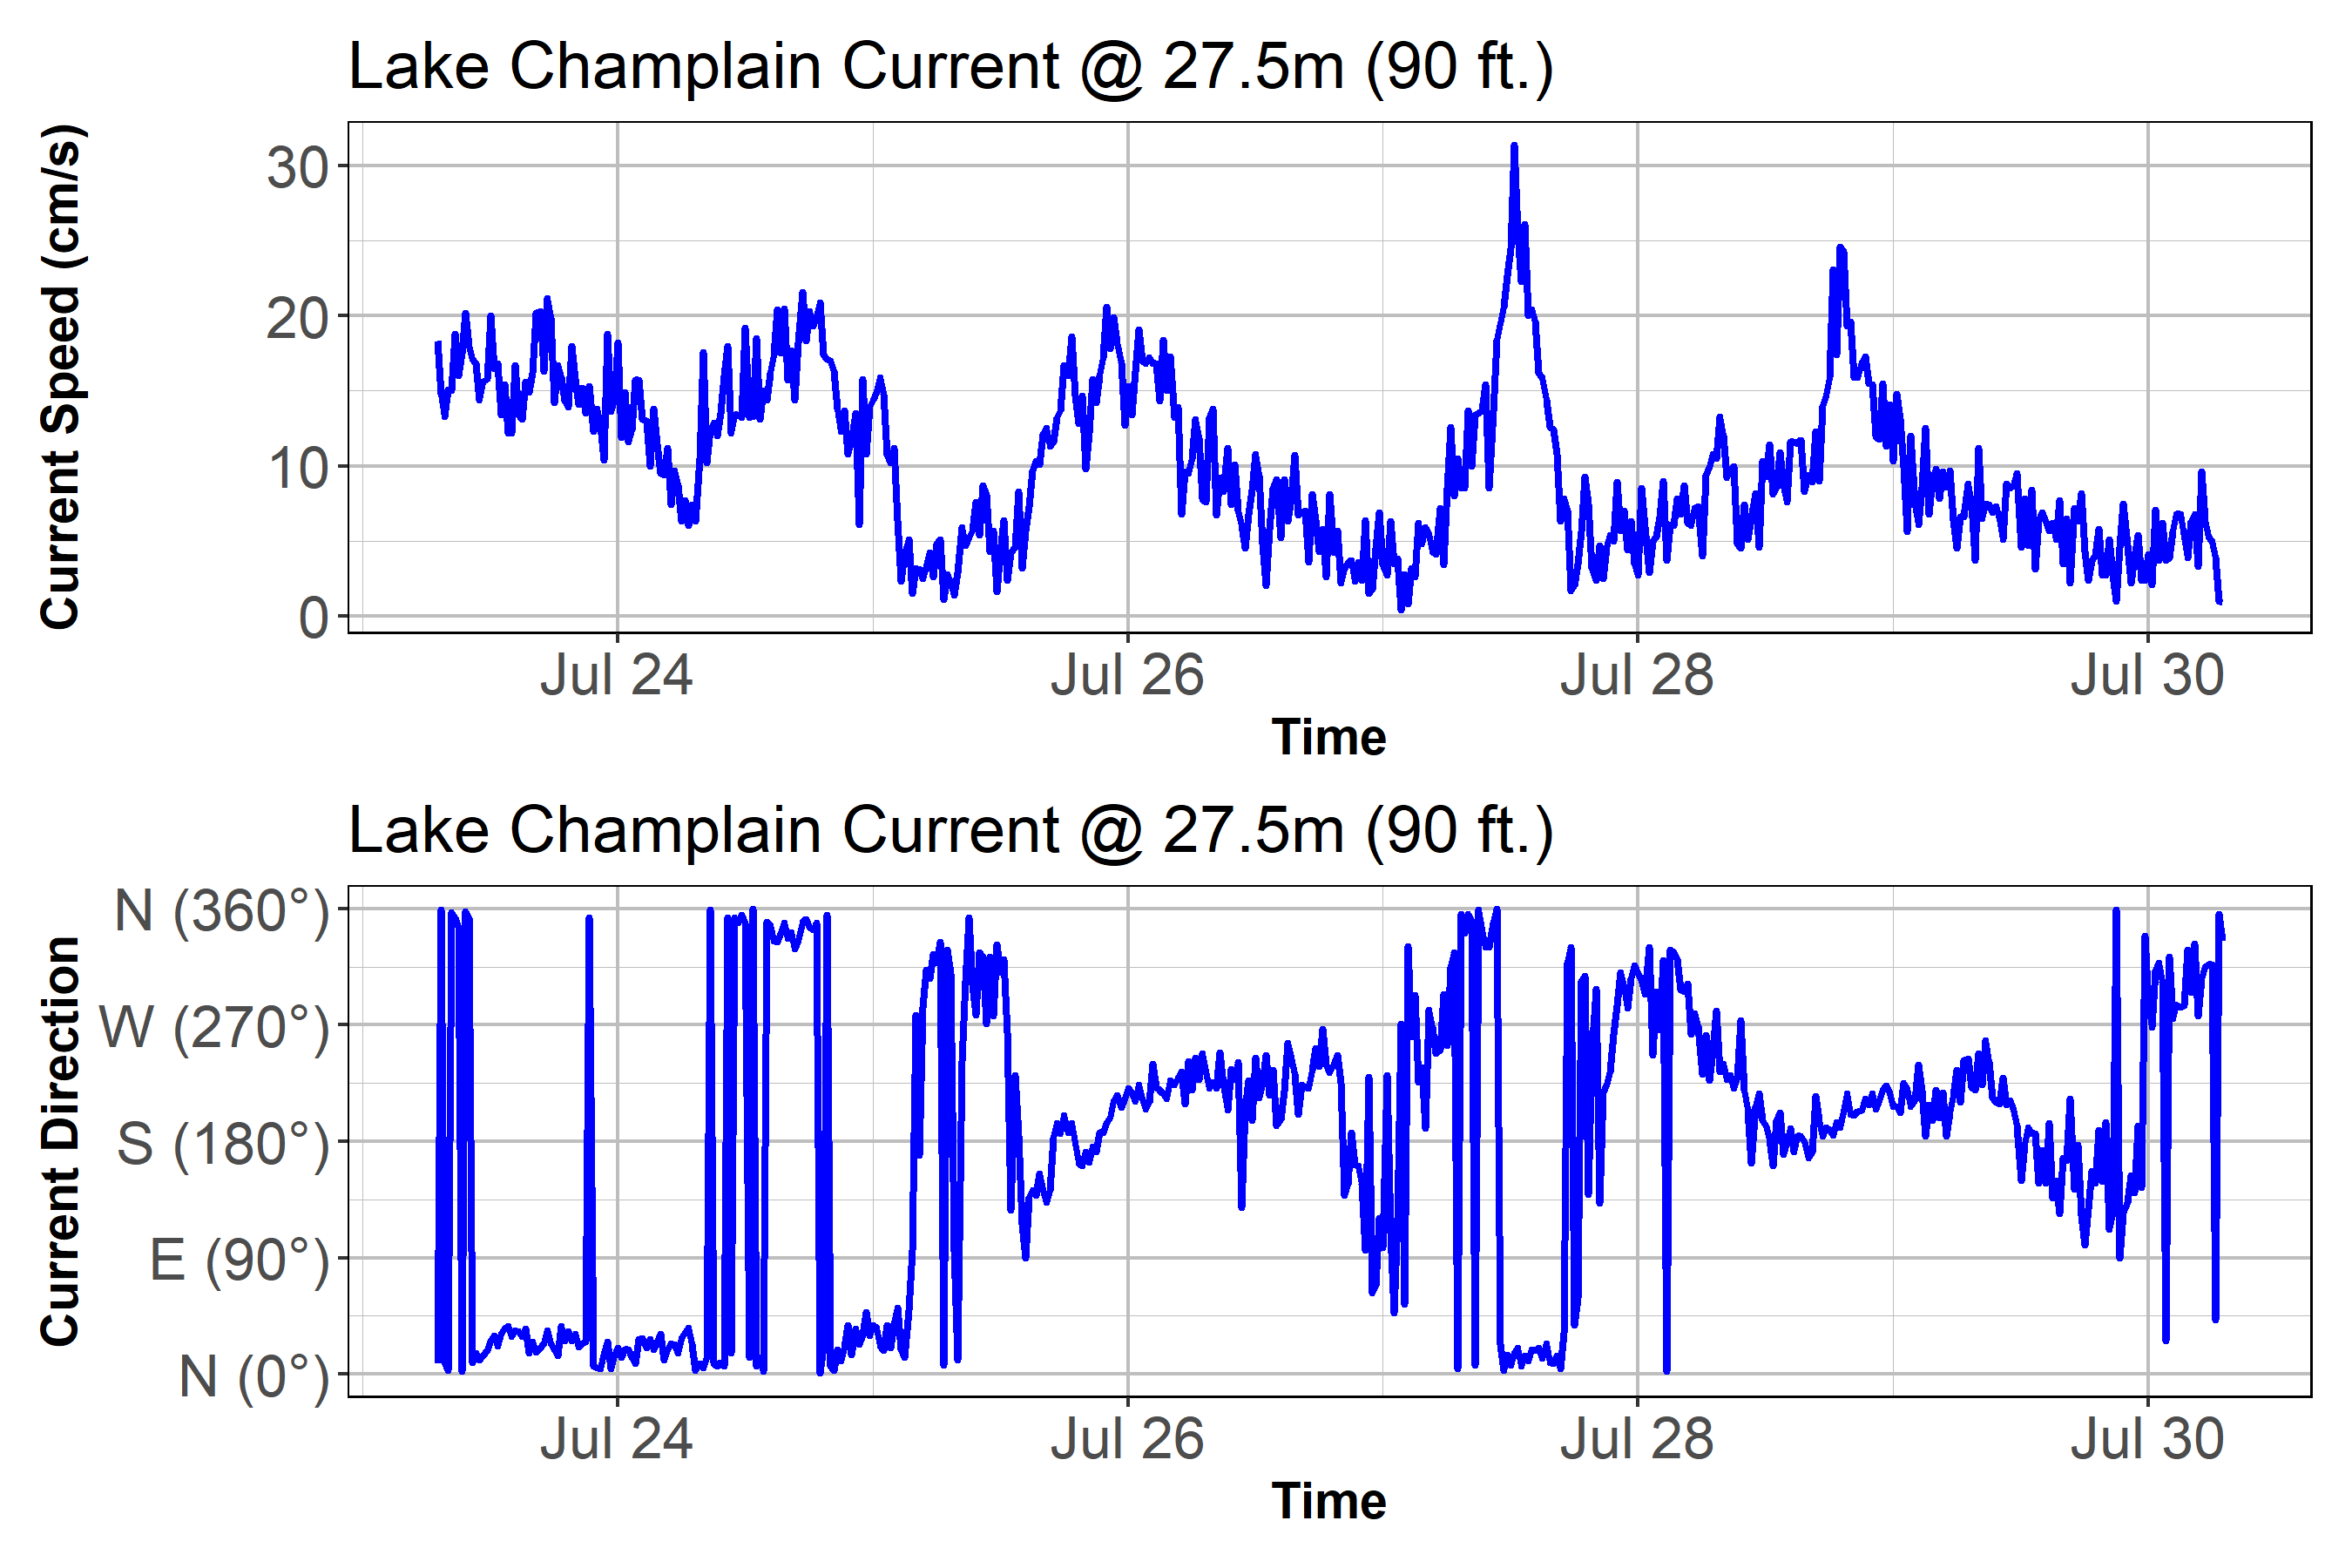 Lake Champlain Current @ 27.5m (90 ft.)
Current Speed (cm/s)
30
20
10
0
Jul 24 Jul 26 Jul 28 Jul 30
Time
Lake Champlain Current @ 27.5m (90 ft.)
Current Direction
N (360°)
W (270°)
S (180°)
E (90°)
N (0°)
Jul 24 Jul 26 Jul 28 Jul 30
Time